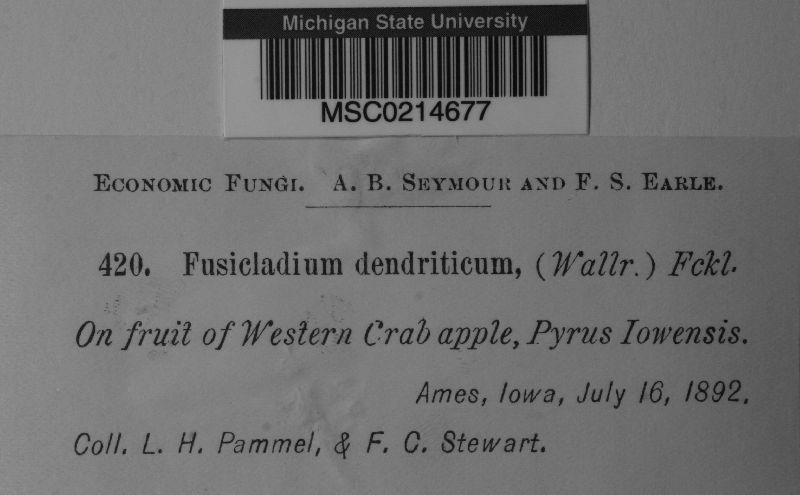 Michigan State University
MSC0214677
ECONOMIC FUNGI. A. B. SEYMOUR AND F. S. EARLE.
420. Fusicladium dendriticum, (Wallr.) Fckl.
On fruit of Western Crab apple, Pyrus Iowensis.
Ames, Iowa, July 16, 1892.
Coll. L. H. Pammel, & F. C. Stewart.